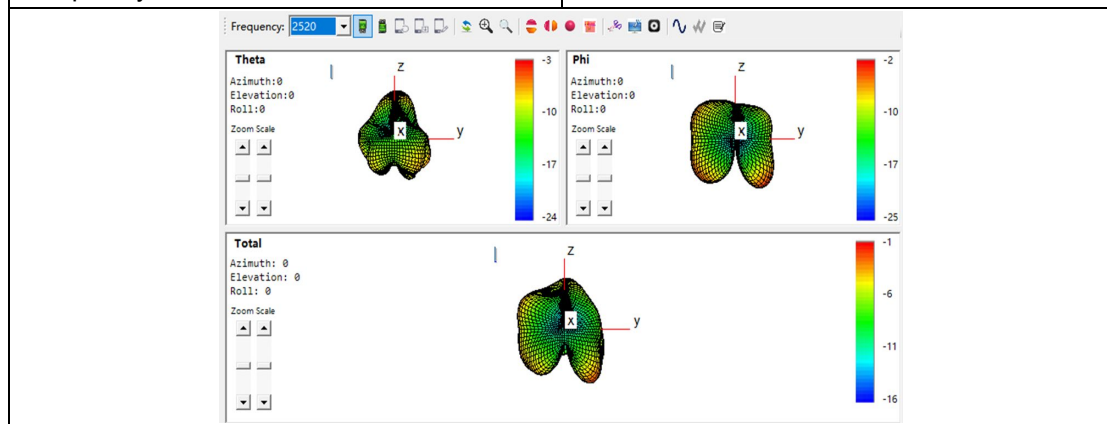 Frequency: 2520
Theta
Azimuth:0
Elevation:0
Roll:0
Zoom Scale
z
x
y
-3
-10
-17
-24
Phi
Azimuth:0
Elevation:0
Roll:0
Zoom Scale
z
x
y
-2
-10
-17
-25
Total
Azimuth: 0
Elevation: 0
Roll: 0
Zoom Scale
z
x
y
-1
-6
-11
-16